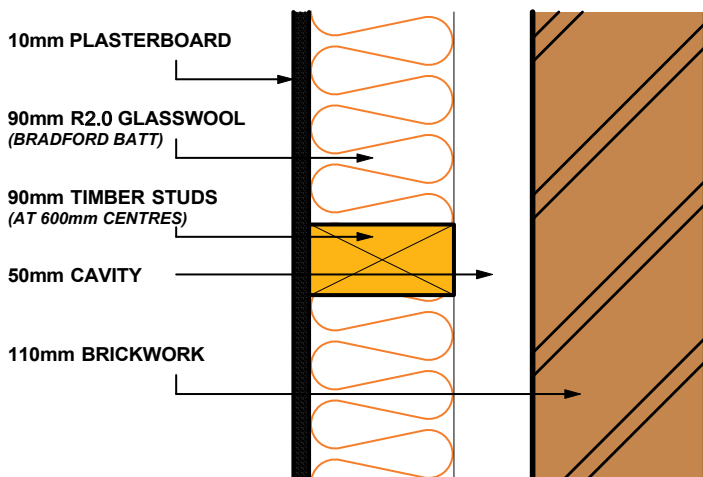 10mm PLASTERBOARD
90mm R2.0 GLASSWOOL
(BRADFORD BATT)
90mm TIMBER STUDS
(AT 600mm CENTRES)
50mm CAVITY
110mm BRICKWORK